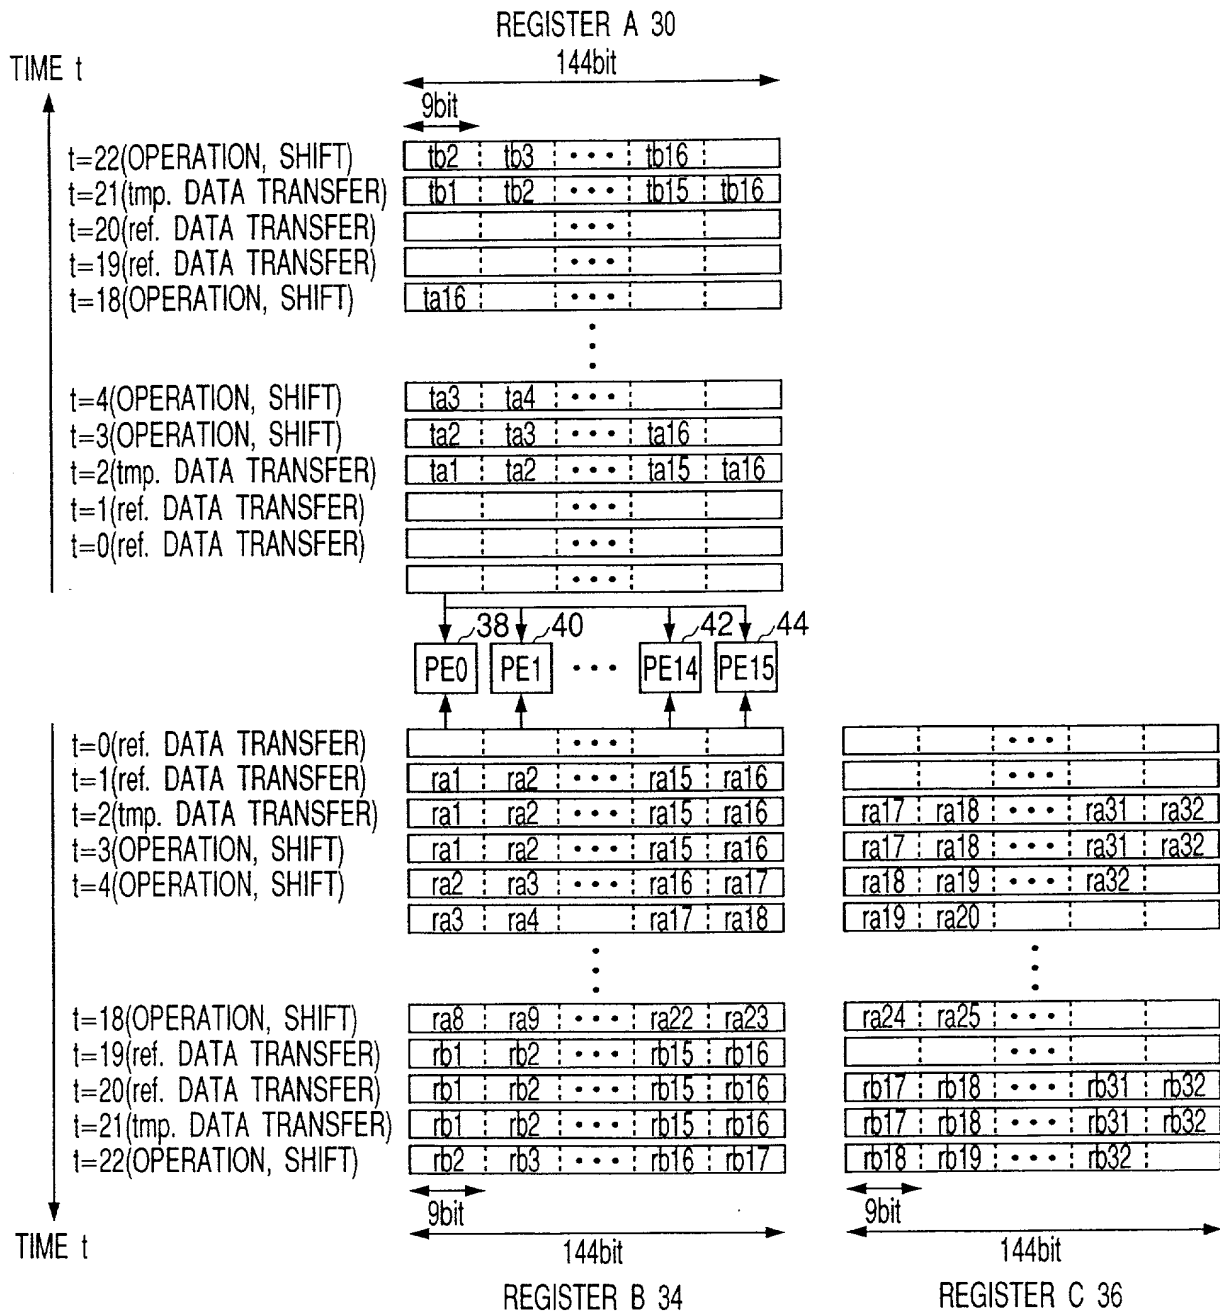 REGISTER A 30
TIME t
144bit
9bit
t=22(OPERATION, SHIFT) tb2 tb3 • • • tb16
t=21(tmp. DATA TRANSFER) tb1 tb2 • • • tb15 tb16
t=20(ref. DATA TRANSFER) • • •
t=19(ref. DATA TRANSFER) • • •
t=18(OPERATION, SHIFT) ta16 • • •
t=4(OPERATION, SHIFT) ta3 ta4 • • •
t=3(OPERATION, SHIFT) ta2 ta3 • • • ta16
t=2(tmp. DATA TRANSFER) ta1 ta2 • • • ta15 ta16
t=1(ref. DATA TRANSFER) • • •
t=0(ref. DATA TRANSFER) • • •
• • •
38 40 42 44
PE0 PE1 • • • PE14 PE15
t=0(ref. DATA TRANSFER) • • • • • •
t=1(ref. DATA TRANSFER) ra1 ra2 • • • ra15 ra16 • • •
t=2(tmp. DATA TRANSFER) ra1 ra2 • • • ra15 ra16 ra17 ra18 • • • ra31 ra32
t=3(OPERATION, SHIFT) ra1 ra2 • • • ra15 ra16 ra17 ra18 • • • ra31 ra32
t=4(OPERATION, SHIFT) ra2 ra3 • • • ra16 ra17 ra18 ra19 • • • ra32
ra3 ra4 ra17 ra18 ra19 ra20
t=18(OPERATION, SHIFT) ra8 ra9 • • • ra22 ra23 ra24 ra25 • • •
t=19(ref. DATA TRANSFER) rb1 rb2 • • • rb15 rb16 • • •
t=20(ref. DATA TRANSFER) rb1 rb2 • • • rb15 rb16 rb17 rb18 • • • rb31 rb32
t=21(tmp. DATA TRANSFER) rb1 rb2 • • • rb15 rb16 rb17 rb18 • • • rb31 rb32
t=22(OPERATION, SHIFT) rb2 rb3 • • • rb16 rb17 rb18 rb19 • • • rb32
9bit 9bit
TIME t 144bit 144bit
REGISTER B 34 REGISTER C 36